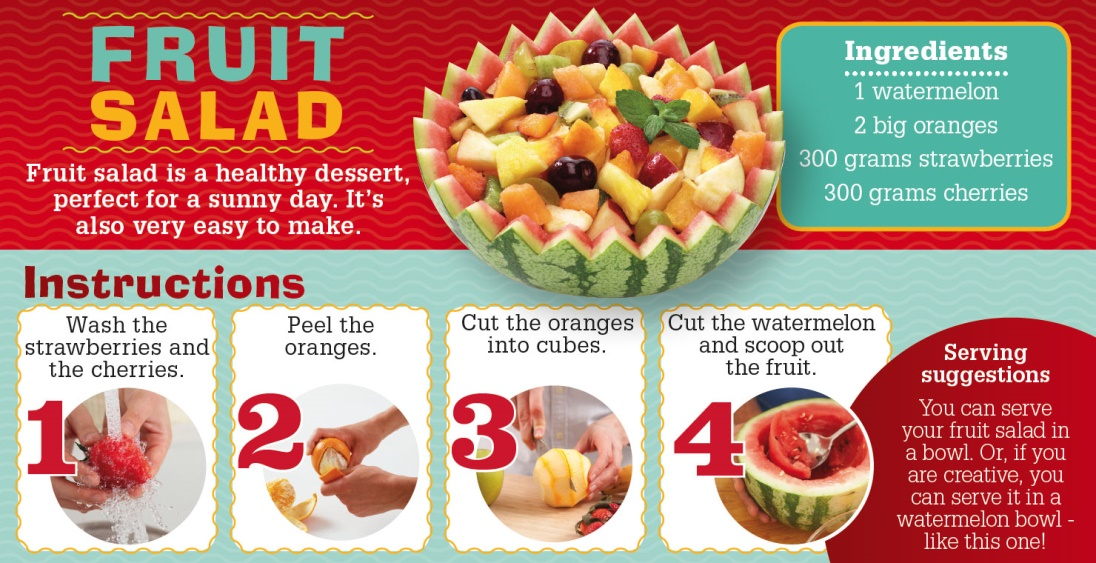 FRUIT
SALAD
Fruit salad is a healthy dessert,
perfect for a sunny day. It's
also very easy to make.
Ingredients
1 watermelon
2 big oranges
300 grams strawberries
300 grams cherries
Instructions
Wash the
strawberries and
the cherries.
1
Peel the
oranges.
2
Cut the oranges
into cubes.
3
Cut the watermelon
and scoop out
the fruit.
4
Serving
suggestions
You can serve
your fruit salad in
a bowl. Or, if you
are creative, you
can serve it in a
watermelon bowl -
like this one!